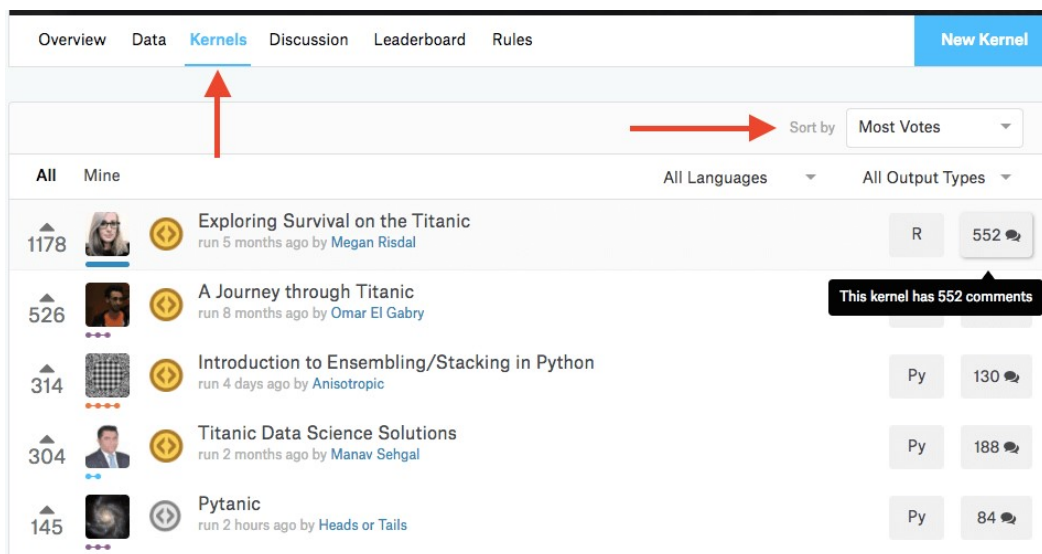 Overview Data Kernels Discussion Leaderboard Rules New Kernel
Sort by Most Votes
All Mine All Languages All Output Types
Exploring Survival on the Titanic
1178 run 5 months ago by Megan Risdal R 552
This kernel has 552 comments
A Journey through Titanic
526 run 8 months ago by Omar El Gabry
Introduction to Ensembling/Stacking in Python
314 run 4 days ago by Anisotropic Py 130
Titanic Data Science Solutions
304 run 2 months ago by Manav Sehgal Py 188
Pytanic
145 run 2 hours ago by Heads or Tails Py 84